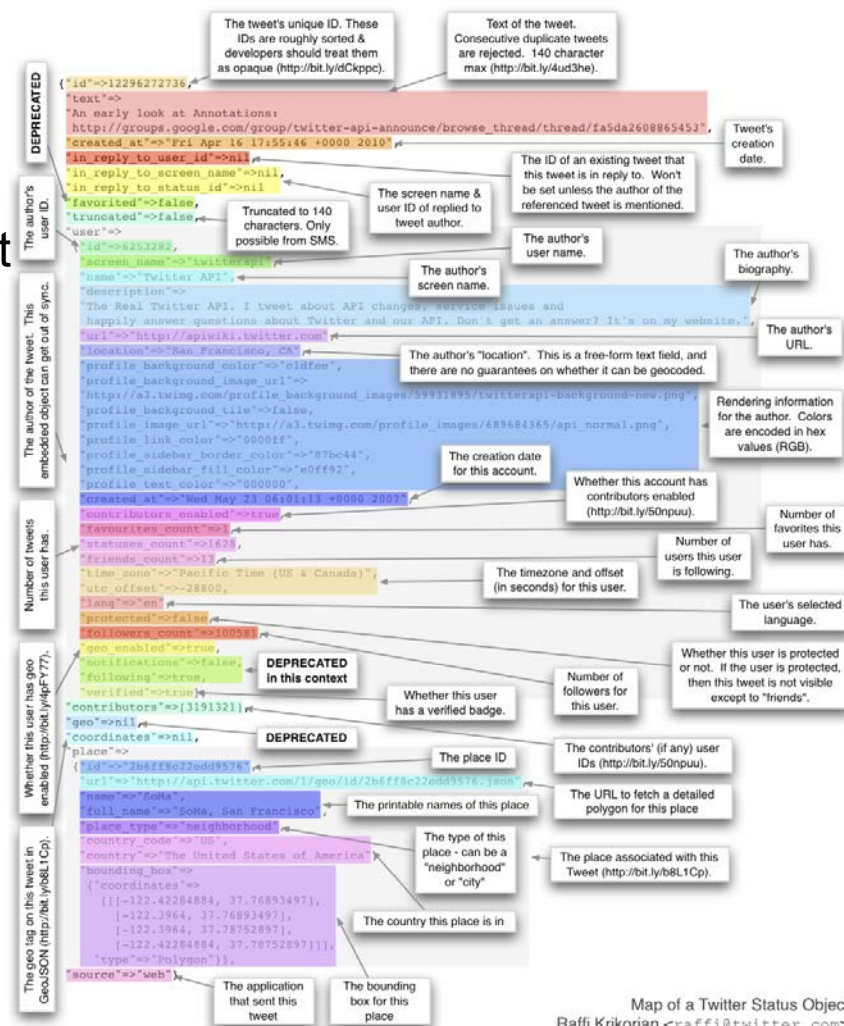 The tweet's unique ID. These
IDs are roughly sorted &
developers should treat them
as opaque (http://bit.ly/dCkppc).
Text of the tweet.
Consecutive duplicate tweets
are rejected. 140 character
max (http://bit.ly/4ud3he).
{"id"=>12296272736,
"text"=>
"An early look at Annotations:
http://groups.google.com/group/twitter-api-announce/browse_thread/thread/fa5da2608865453",
"created_at"=>"Fri Apr 16 17:55:46 +0000 2010",
"in_reply_to_user_id"=>nil,
"in_reply_to_screen_name"=>nil,
"in_reply_to_status_id"=>nil
"favorited"=>false,
"truncated"=>false,
DEPRECATED
Tweet's
creation
date.
The ID of an existing tweet that
this tweet is in reply to. Won't
be set unless the author of the
referenced tweet is mentioned.
The screen name &
user ID of replied to
tweet author.
Truncated to 140
characters. Only
possible from SMS.
The author's
user ID.
t
"user"=>
"id"=>6253282,
"screen_name"=>"twitterapi",
"name"=>"Twitter API",
"description"=>
"The Real Twitter API. I tweet about API changes, service issues and
happily answer questions about Twitter and our API. Don't get an answer? It's on my website.",
"url"=>"http://apiwiki.twitter.com",
"location"=>"San Francisco, CA",
"profile_background_color"=>"c1dfee",
"profile_background_image_url"=>
"http://a3.twimg.com/profile_background_images/59931895/twitterapi-background-new.png",
"profile_background_tile"=>false,
"profile_image_url"=>"http://a3.twimg.com/profile_images/689684365/api_normal.png",
"profile_link_color"=>"0000ff",
"profile_sidebar_border_color"=>"87bc44",
"profile_sidebar_fill_color"=>"e0ff92",
"profile_text_color"=>"000000",
"created_at"=>"Wed May 23 06:01:13 +0000 2007",
"contributors_enabled"=>true,
"favourites_count"=>1,
"statuses_count"=>1628,
"friends_count"=>13,
"time_zone"=>"Pacific Time (US & Canada)",
"utc_offset"=>-28800,
"lang"=>"en",
"protected"=>false,
"followers_count"=>100581,
"geo_enabled"=>true,
"notifications"=>false,
"following"=>true,
"verified"=>true},
The author's
user name.
The author's
screen name.
The author's
biography.
The author's
URL.
The author's "location". This is a free-form text field, and
there are no guarantees on whether it can be geocoded.
Rendering information
for the author. Colors
are encoded in hex
values (RGB).
The author of the tweet. This
embedded object can get out of sync.
The creation date
for this account.
Whether this account has
contributors enabled
(http://bit.ly/50npuu).
Number of
favorites this
user has.
Number of tweets
this user has.
Number of
users this user
is following.
The timezone and offset
(in seconds) for this user.
The user's selected
language.
Whether this user is protected
or not. If the user is protected,
then this tweet is not visible
except to "friends".
Number of
followers for
this user.
Whether this user has geo
enabled (http://bit.ly/4pFY77).
DEPRECATED
in this context
Whether this user
has a verified badge.
"contributors"=>[3191321],
"geo"=>nil,
"coordinates"=>nil,
DEPRECATED
The contributors' (if any) user
IDs (http://bit.ly/50npuu).
The geo tag on this tweet in
GeoJSON (http://bit.ly/b8L1Cp).
"place"=>
{"id"=>"2b6ff8c22edd9576",
"url"=>"http://api.twitter.com/1/geo/id/2b6ff8c22edd9576.json",
"name"=>"SoMa",
"full_name"=>"SoMa, San Francisco",
"place_type"=>"neighborhood",
"country_code"=>"US",
"country"=>"The United States of America",
"bounding_box"=>
{"coordinates"=>
[[[-122.42284884, 37.76893497],
[-122.3964, 37.76893497],
[-122.3964, 37.78752897],
[-122.42284884, 37.78752897]]],
"type"=>"Polygon"}},
"source"=>"web"}
The place ID
The URL to fetch a detailed
polygon for this place
The printable names of this place
The type of this
place - can be a
"neighborhood"
or "city"
The place associated with this
Tweet (http://bit.ly/b8L1Cp).
The country this place is in
The application
that sent this
tweet
The bounding
box for this
place
Map of a Twitter Status Objec
Raffi Krikorian <raffi@twitter.com>